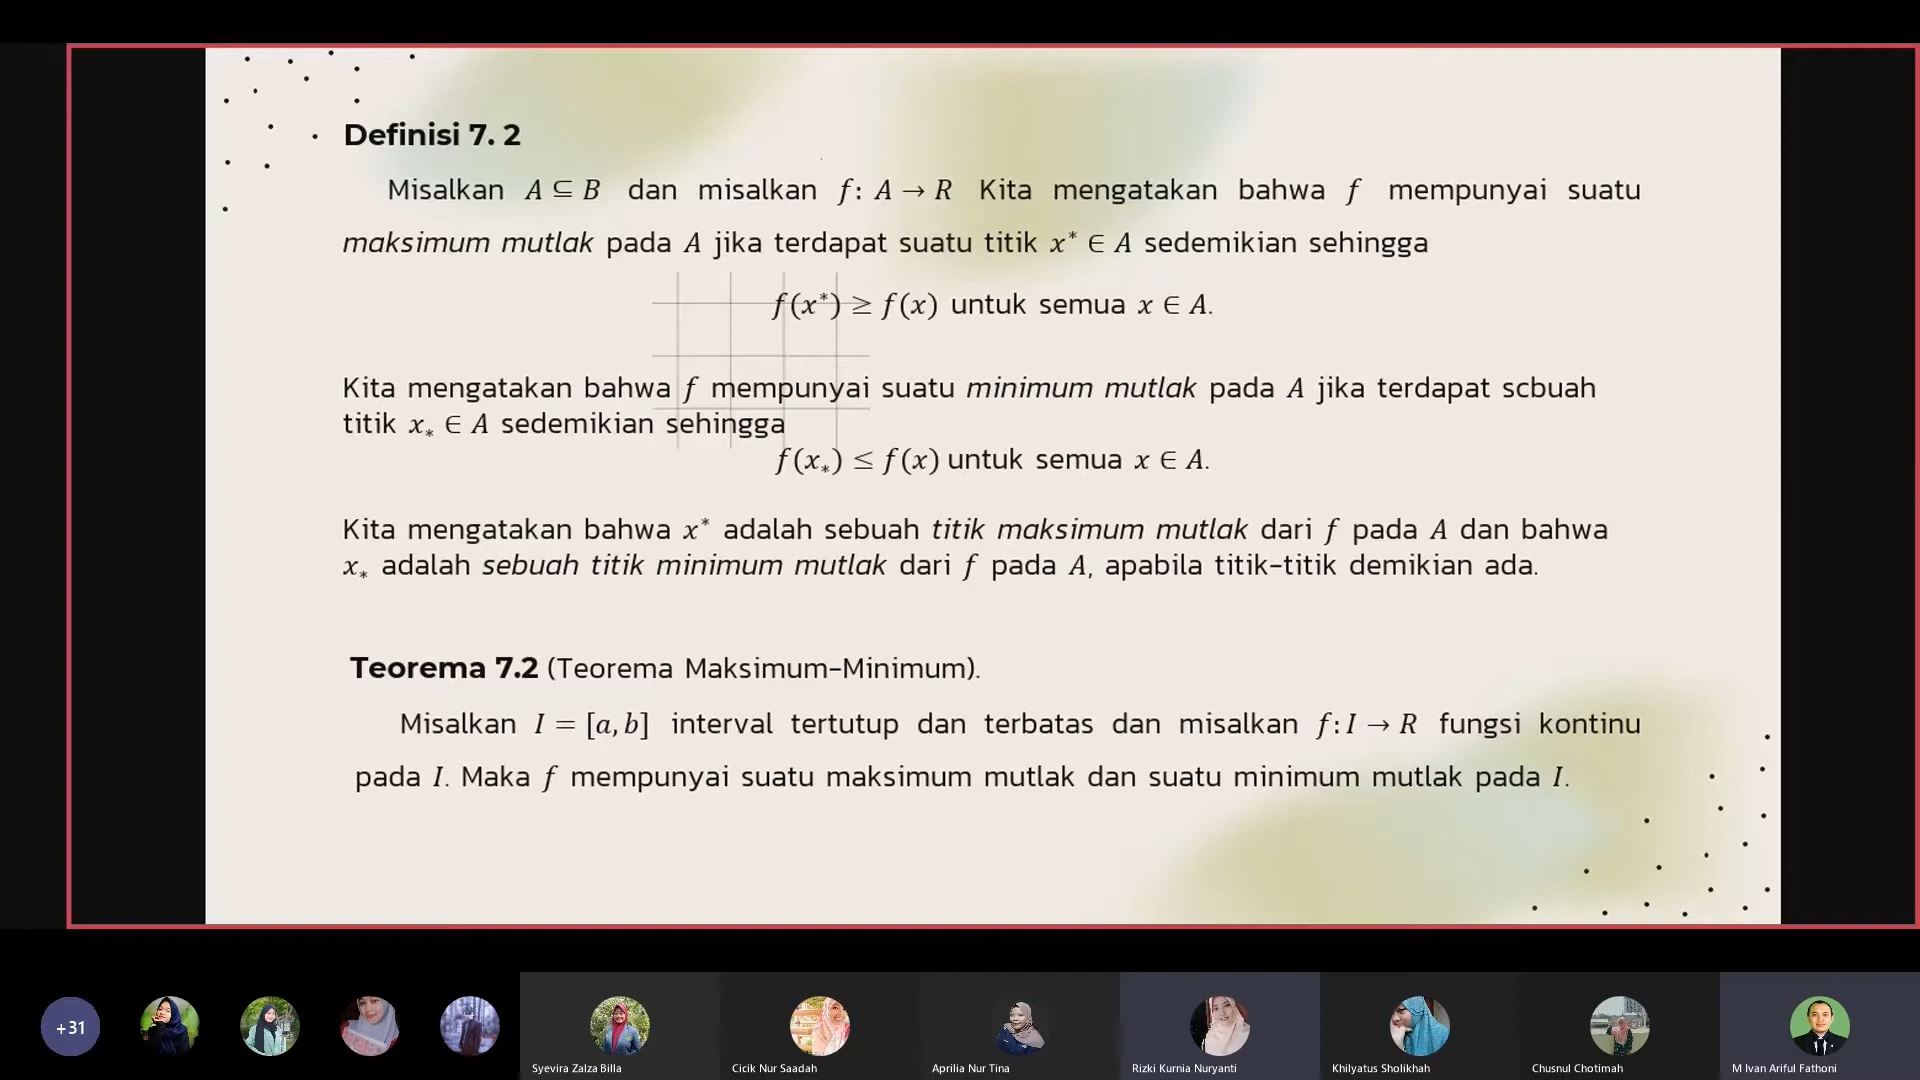 Definisi 7. 2
Misalkan A ⊆ B dan misalkan f: A → R Kita mengatakan bahwa f mempunyai suatu
maksimum mutlak pada A jika terdapat suatu titik x* ∈ A sedemikian sehingga
f(x*) ≥ f(x) untuk semua x ∈ A.
Kita mengatakan bahwa f mempunyai suatu minimum mutlak pada A jika terdapat scbuah
titik x₎ ∈ A sedemikian sehingga
f(x_*) ≤ f(x) untuk semua x ∈ A.
Kita mengatakan bahwa x* adalah sebuah titik maksimum mutlak dari f pada A dan bahwa
x_* adalah sebuah titik minimum mutlak dari f pada A, apabila titik-titik demikian ada.
Teorema 7.2 (Teorema Maksimum-Minimum).
Misalkan I = [a, b] interval tertutup dan terbatas dan misalkan f: I → R fungsi kontinu
pada I. Maka f mempunyai suatu maksimum mutlak dan suatu minimum mutlak pada I.
+31
Syevira Zalza Billa
Cicik Nur Saadah
Aprilia Nur Tina
Rizki Kurnia Nuryanti
Khilyatus Sholikhah
Chusnul Chotimah
M Ivan Ariful Fathoni